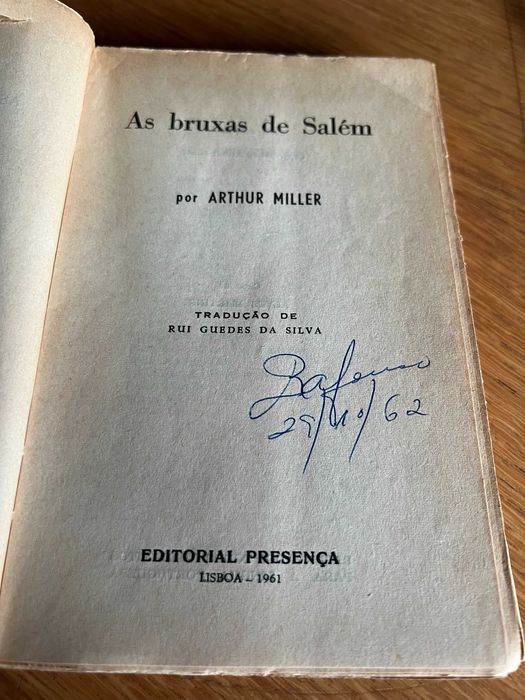 As bruxas de Salém
por ARTHUR MILLER
TRADUÇÃO DE
RUI GUEDES DA SILVA
29/10/62
EDITORIAL PRESENÇA
LISBOA - 1961